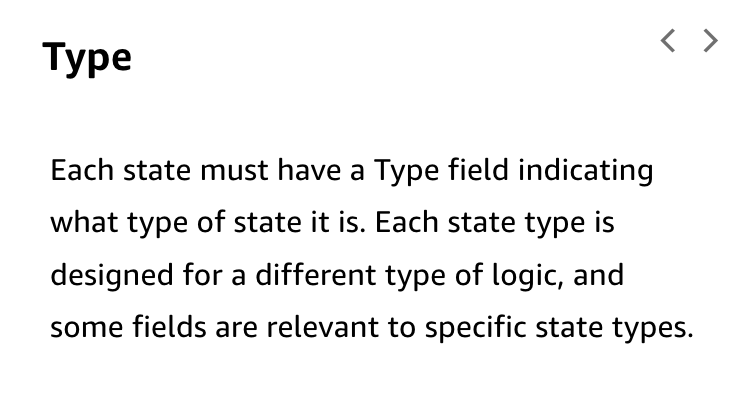 Type
Each state must have a Type field indicating
what type of state it is. Each state type is
designed for a different type of logic, and
some fields are relevant to specific state types.